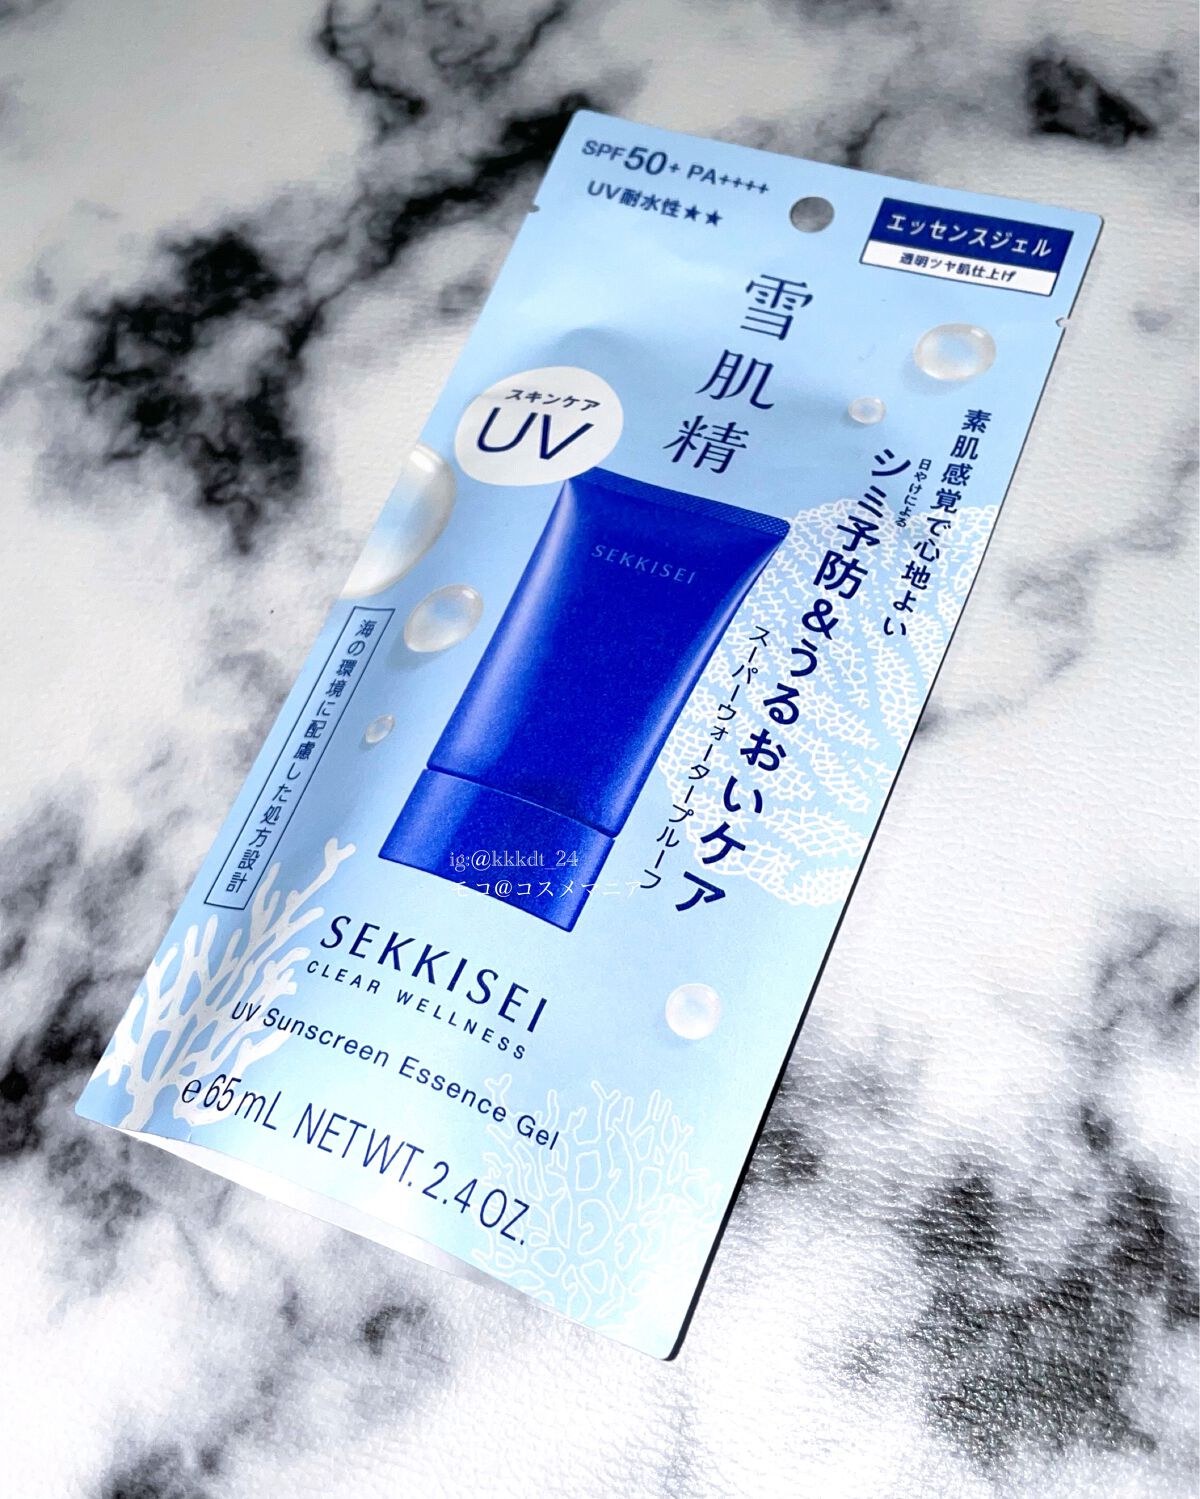 SPF50+ PA++++
UV耐水性★★
エッセンスジェル
透明ツヤ肌仕上げ
雪肌精
スキンケア
UV
素肌感覚で心地よい
日やけによる
シミ予防&うるおいケア
スーパーウォータープルーフ
SEKKISEI
海の環境に配慮した処方設計
ig:@kkkdt_24
モコ@コスメマニア
SEKKISEI
CLEAR WELLNESS
UV Sunscreen Essence Gel
e65mL NETWT. 2.4 OZ.